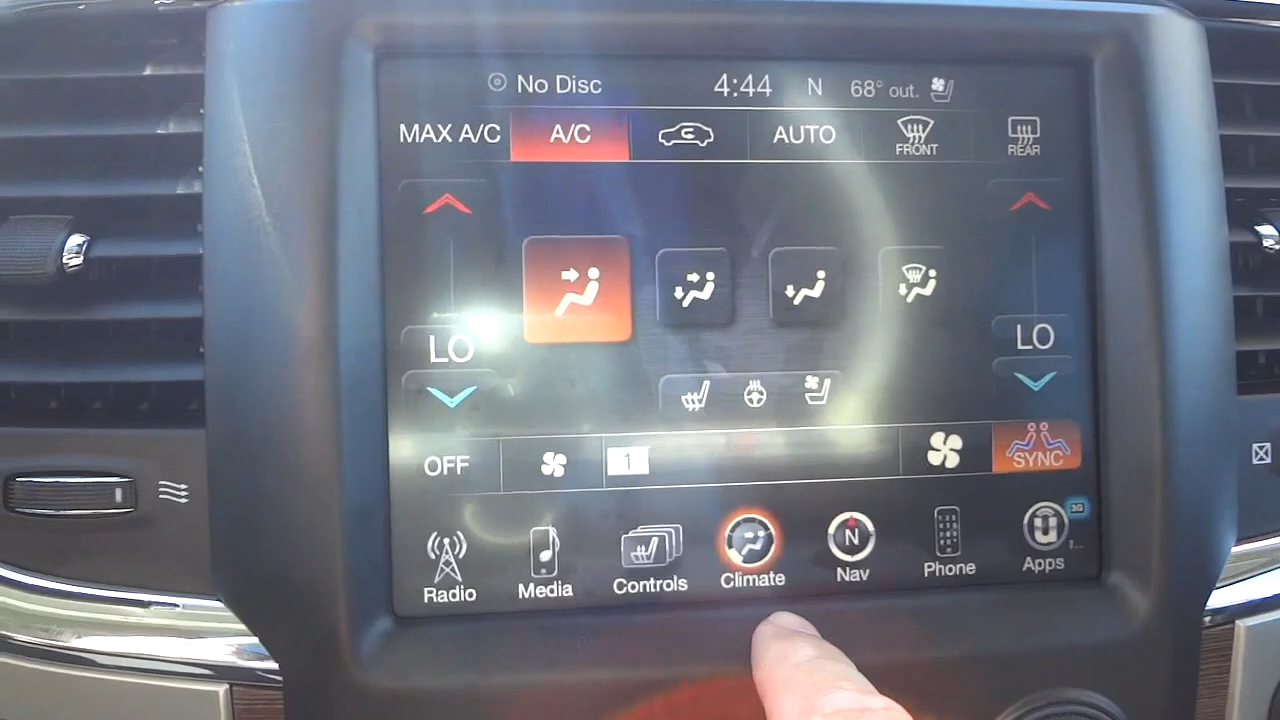 No Disc 4:44 N 68° out.
MAX A/C A/C AUTO FRONT REAR
LO LO
OFF 1 SYNC
3G
Radio Media Controls Climate N Nav Phone Apps